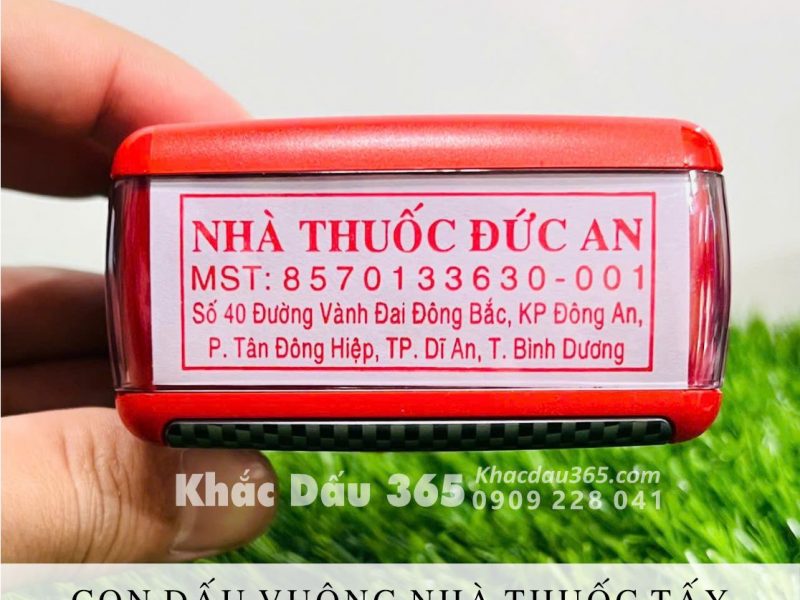 NHÀ THUỐC ĐỨC AN
MST: 8570133630-001
Số 40 Đường Vành Đai Đông Bắc, KP Đông An,
P. Tân Đông Hiệp, TP. Dĩ An, T. Bình Dương
Khắc Dấu 365
Khacdau365.com
0909 228 041
CON DẤU VUÔNG NHÀ THUỐC TẤY